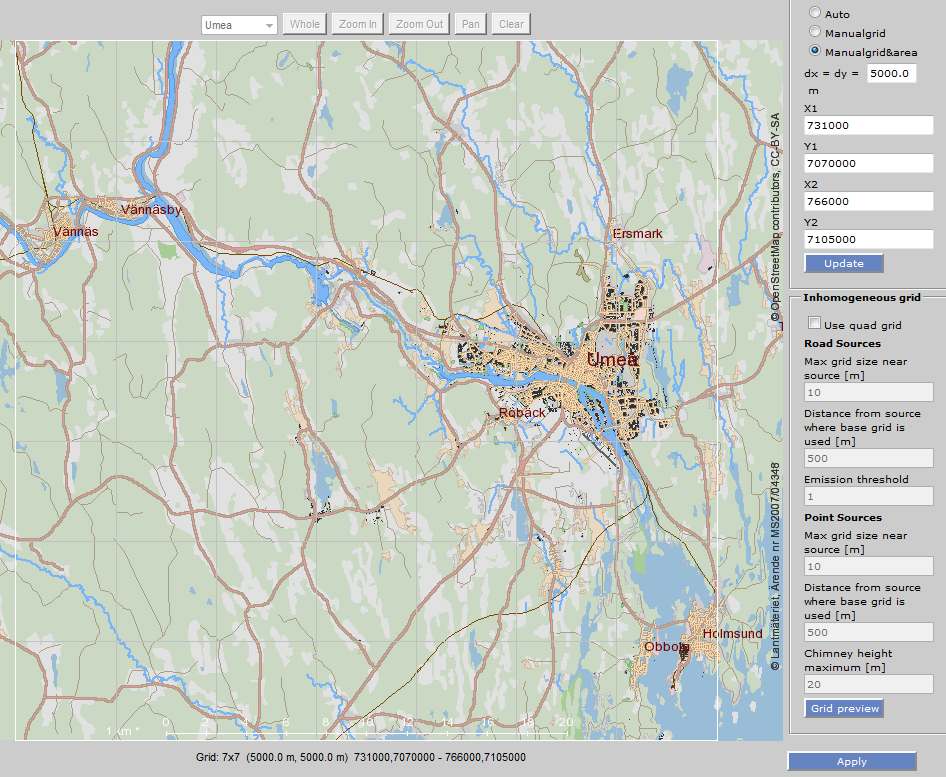 Umea
Whole
Zoom In
Zoom Out
Pan
Clear
Vännäsby
Vännäs
Ersmark
Umeå
Röbäck
Holmsund
Obbola
1 km *
0 2 4 6 8 10 12 14 16 18 20
© OpenStreetMap contributors, CC-BY-SA
© Lantmäteriet, Ärende nr MS2007/04348
Grid: 7x7 (5000.0 m, 5000.0 m) 731000,7070000 - 766000,7105000
Auto
Manualgrid
Manualgrid&area
dx = dy = 5000.0
m
X1
731000
Y1
7070000
X2
766000
Y2
7105000
Update
Inhomogeneous grid
Use quad grid
Road Sources
Max grid size near
source [m]
10
Distance from source
where base grid is
used [m]
500
Emission threshold
1
Point Sources
Max grid size near
source [m]
10
Distance from source
where base grid is
used [m]
500
Chimney height
maximum [m]
20
Grid preview
Apply